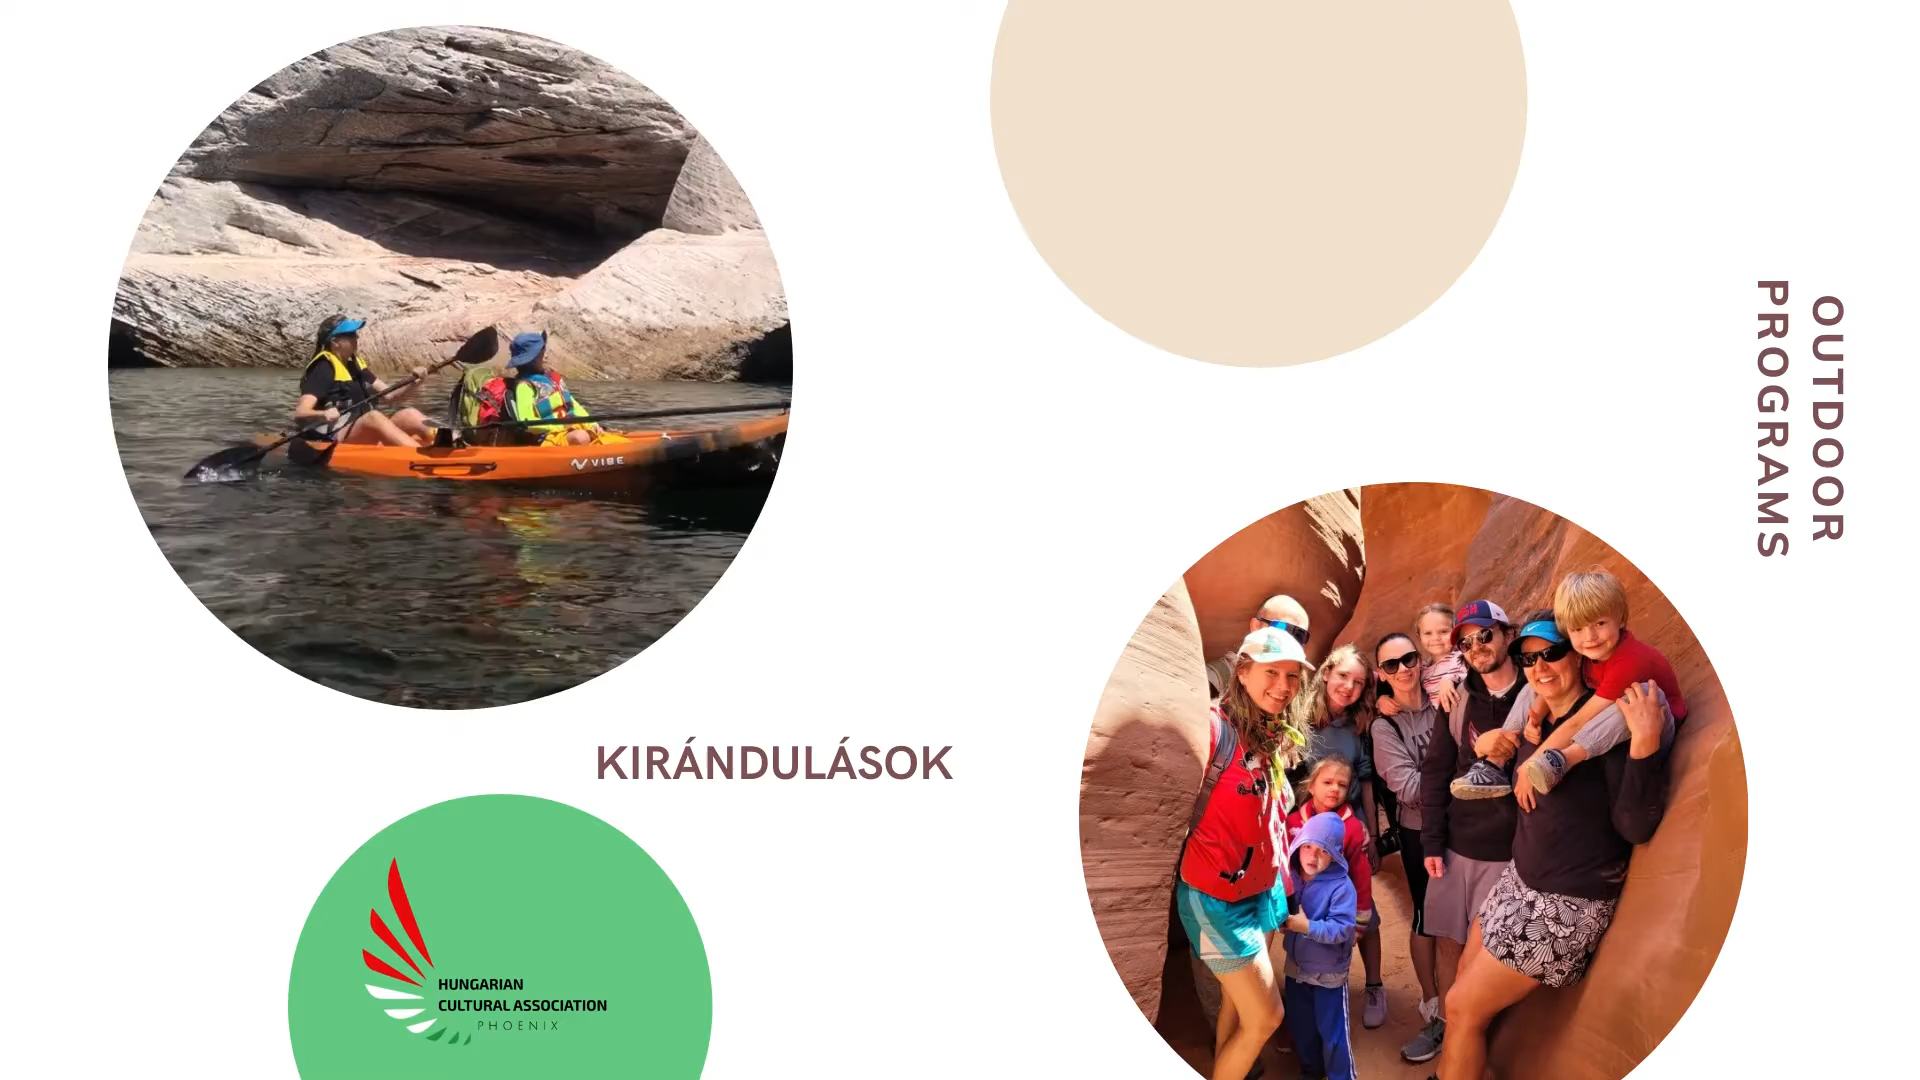 VIBE
OUTDOOR
PROGRAMS
KIRÁNDULÁSOK
HUNGARIAN
CULTURAL ASSOCIATION
PHOENIX